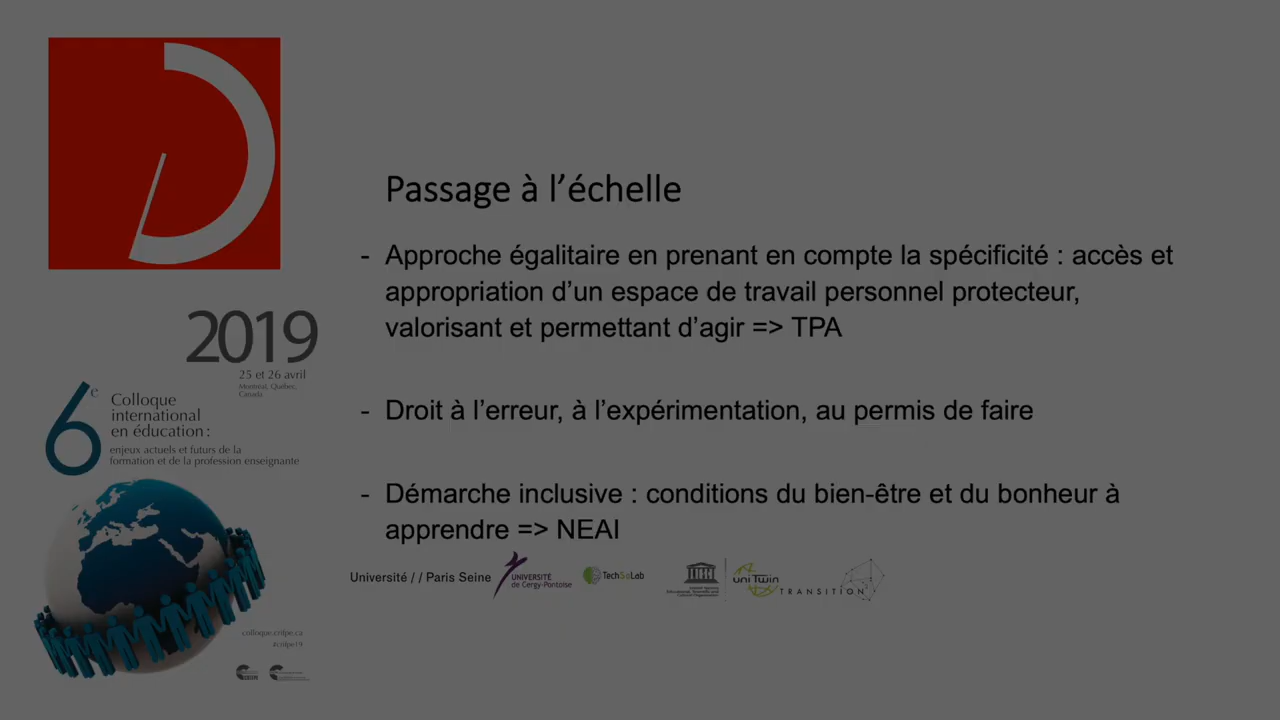 Passage à l’échelle
- Approche égalitaire en prenant en compte la spécificité : accès et
appropriation d’un espace de travail personnel protecteur,
valorisant et permettant d’agir => TPA
- Droit à l’erreur, à l’expérimentation, au permis de faire
- Démarche inclusive : conditions du bien-être et du bonheur à
apprendre => NEAI
2019
25 et 26 avril
Montréal, Québec,
Canada
6e
Colloque
international
en éducation :
enjeux actuels et futurs de la
formation et de la profession enseignante
colloque.crifpe.ca
#crifpe19
Université // Paris Seine
UNIVERSITÉ
de Cergy-Pontoise
TechSoLab
uniTwin
TRANSITION